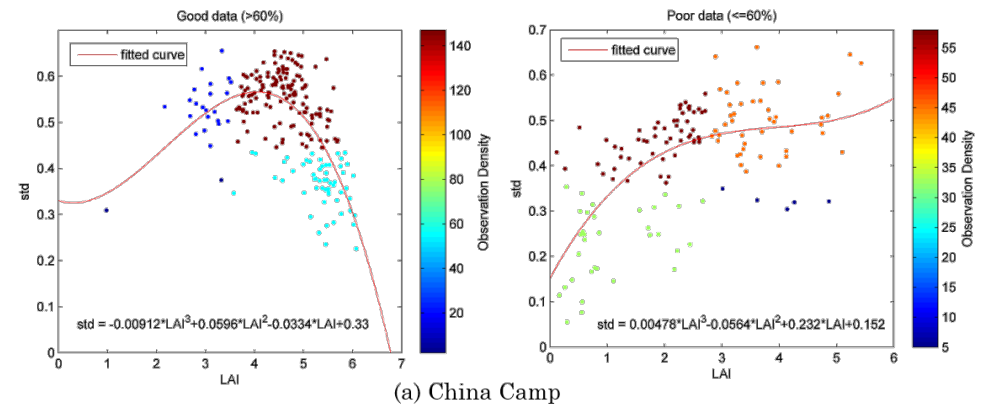 Good data (>60%)
fitted curve
std
0.6
0.5
0.4
0.3
0.2
0.1
0
std = -0.00912*LAI³+0.0596*LAI²-0.0334*LAI+0.33
0 1 2 3 4 5 6 7
LAI
140
120
100
80
60
40
20
Observation Density
Poor data (<=60%)
fitted curve
std
0.7
0.6
0.5
0.4
0.3
0.2
0.1
0
std = 0.00478*LAI³-0.0564*LAI²+0.232*LAI+0.152
0 1 2 3 4 5 6
LAI
55
50
45
40
35
30
25
20
15
10
5
Observation Density
(a) China Camp